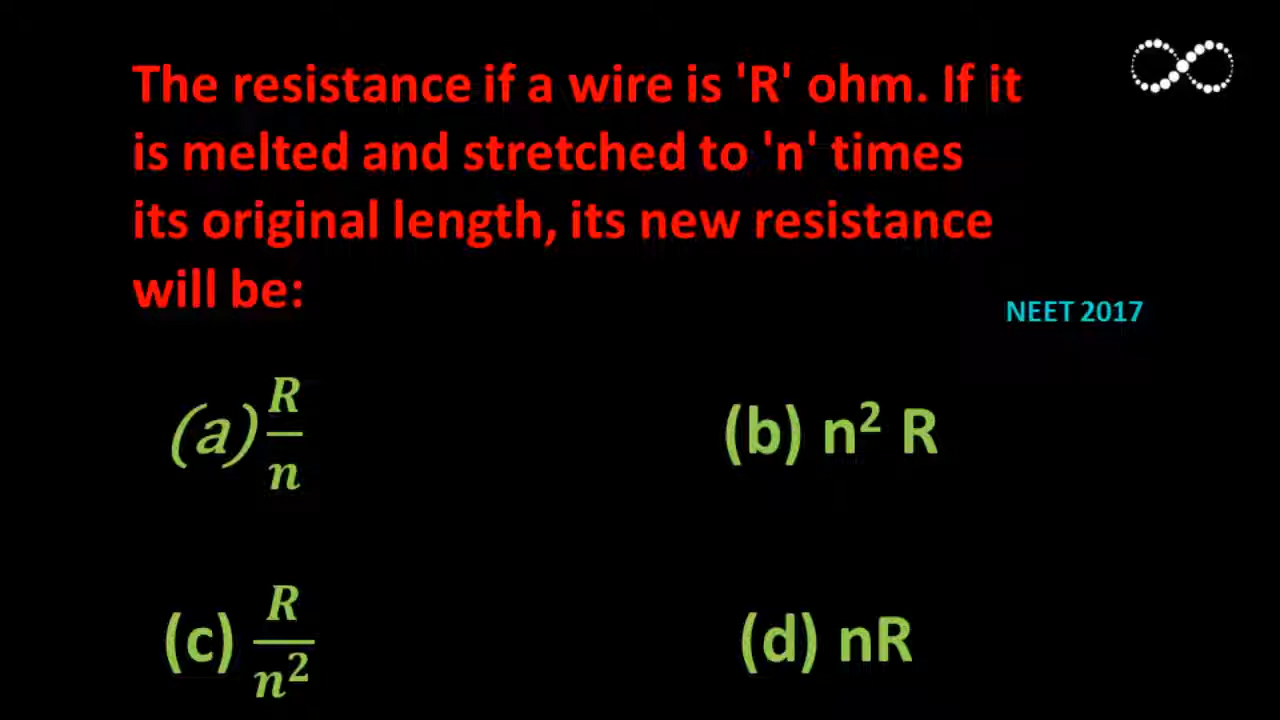 The resistance if a wire is 'R' ohm. If it
is melted and stretched to 'n' times
its original length, its new resistance
will be:
NEET 2017
(a) R/n
(b) n² R
(c) R/n²
(d) nR